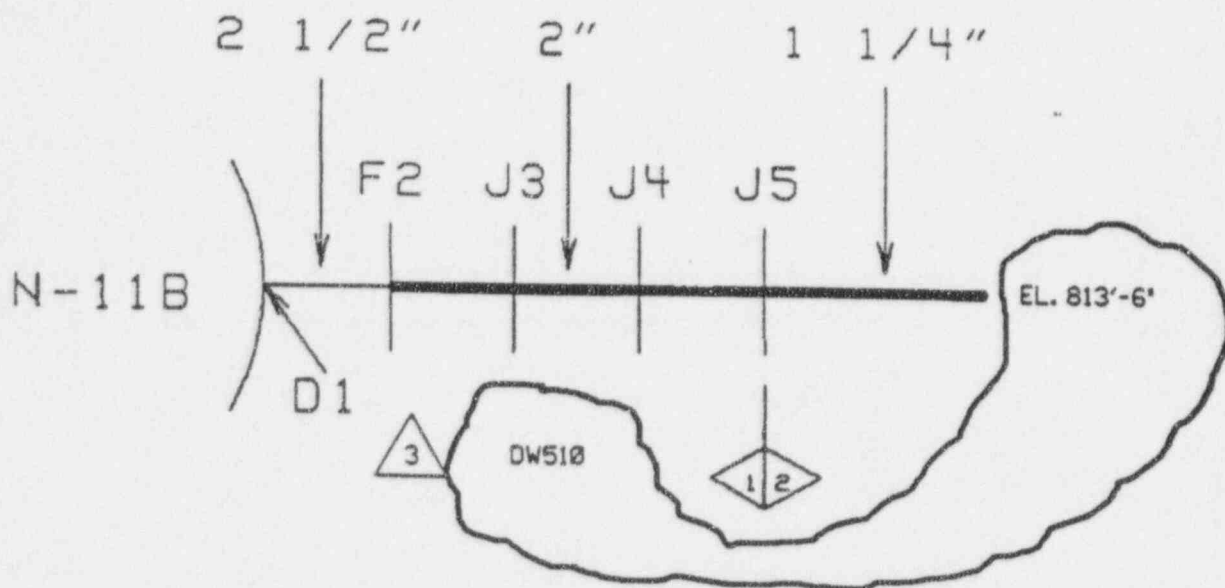 2 1/2" 2" 1 1/4"
F2 J3 J4 J5
N-11B
EL. 813'-6"
D1
3
DW510
1 2